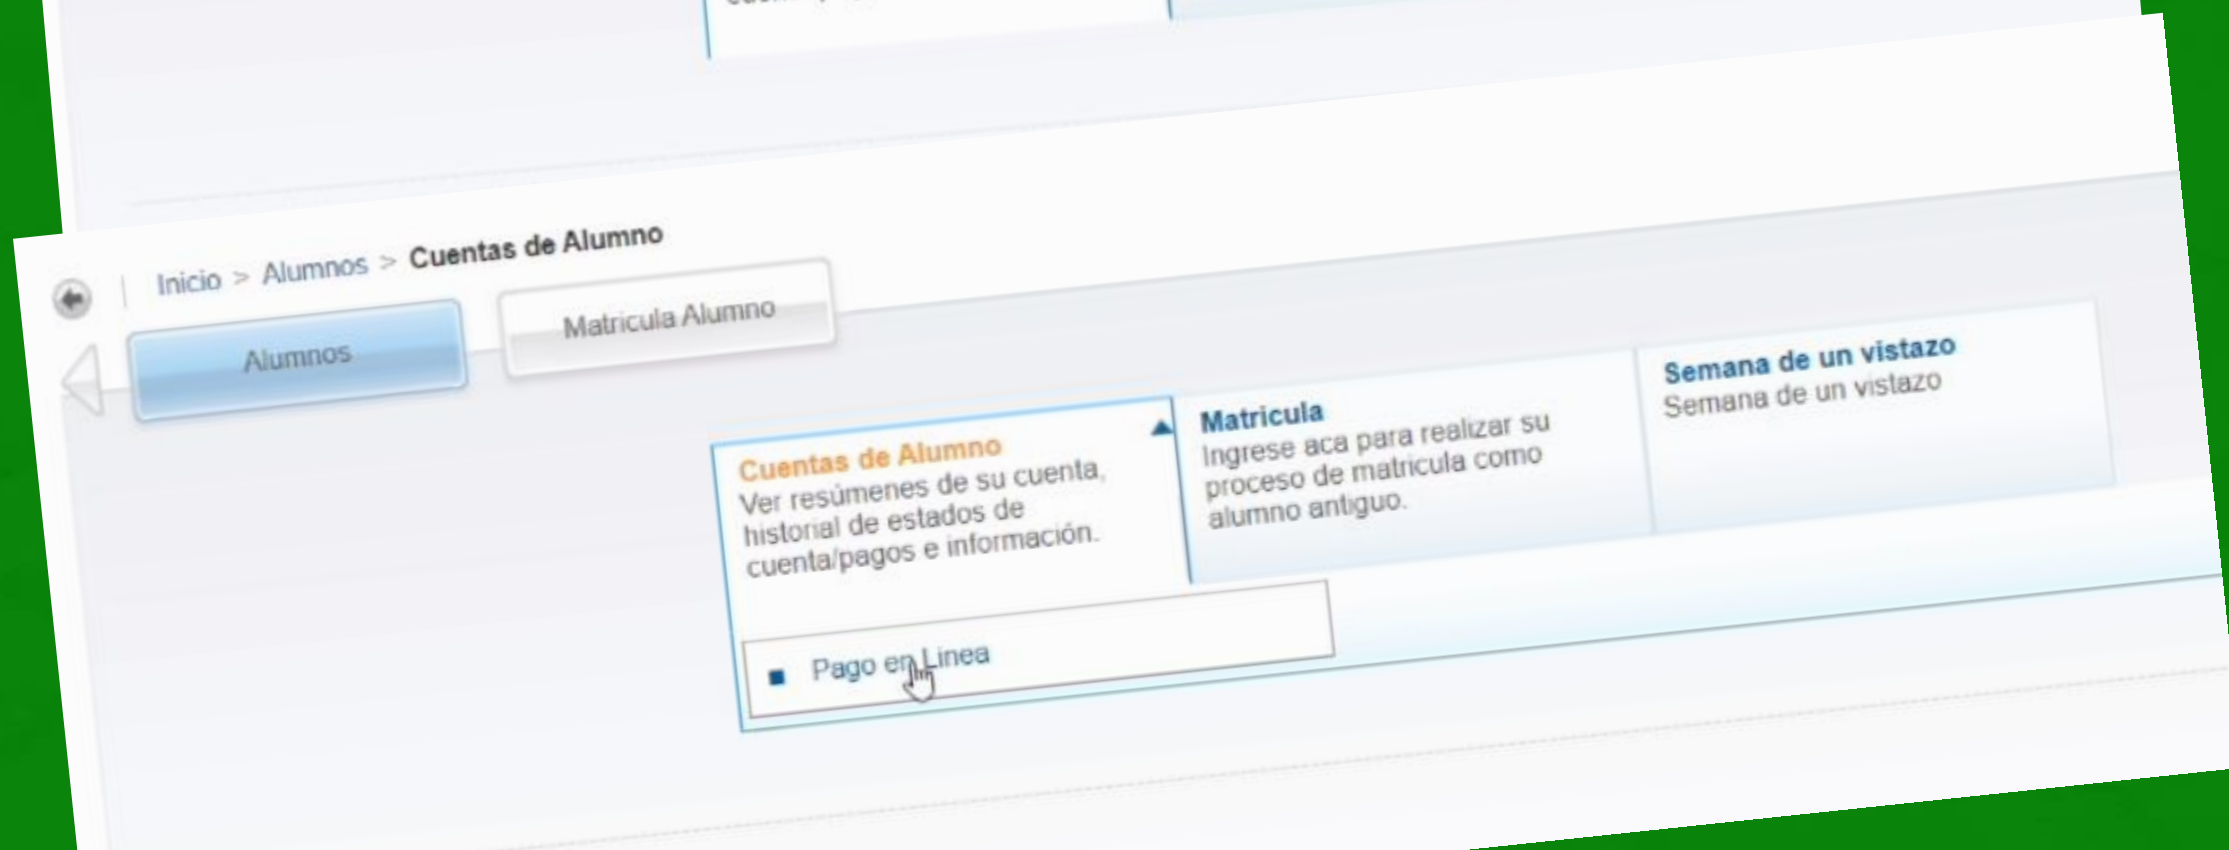 Inicio > Alumnos > Cuentas de Alumno
Alumnos
Matricula Alumno
Cuentas de Alumno
Ver resúmenes de su cuenta,
historial de estados de
cuenta/pagos e información.
Pago en Linea
Matricula
Ingrese aca para realizar su
proceso de matricula como
alumno antiguo.
Semana de un vistazo
Semana de un vistazo